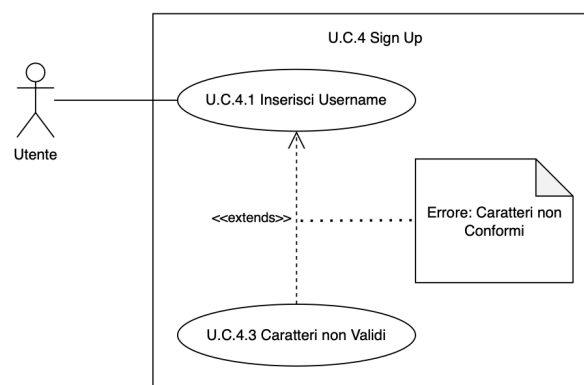 U.C.4 Sign Up
U.C.4.1 Inserisci Username
Utente
<<extends>>
Errore: Caratteri non
Conformi
U.C.4.3 Caratteri non Validi